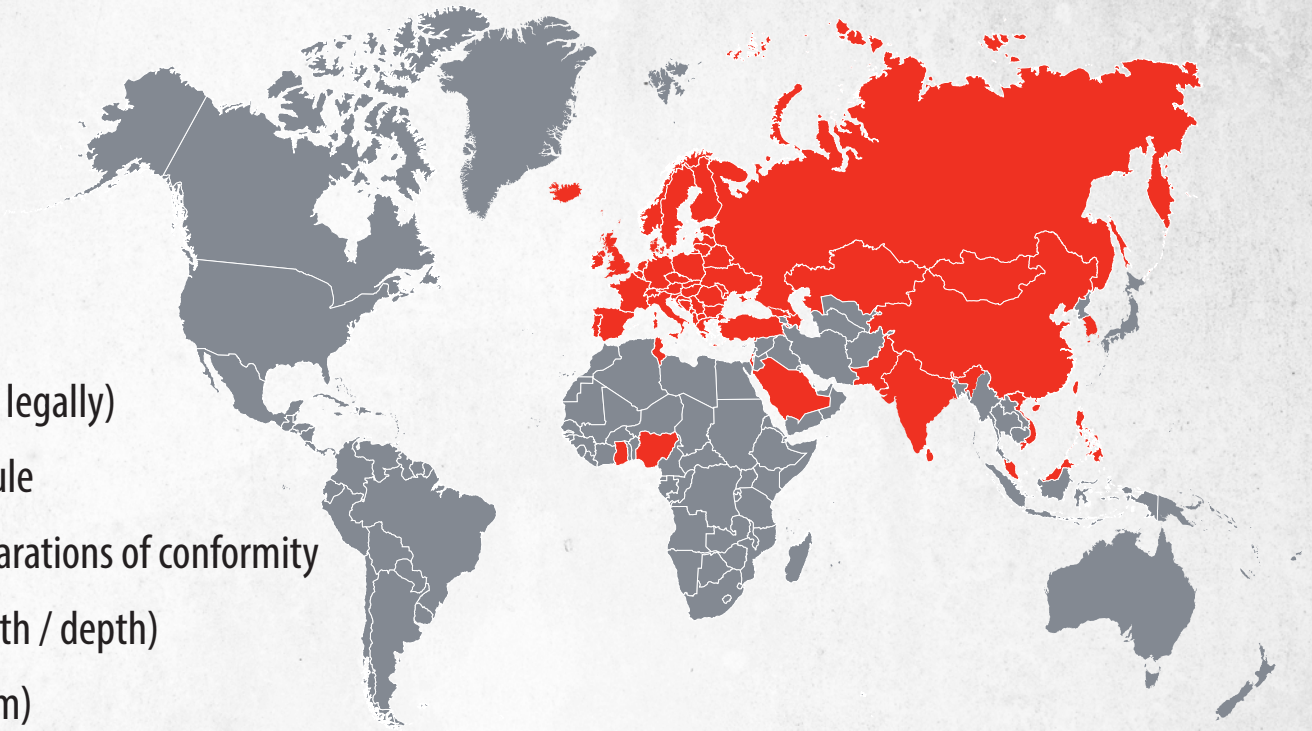 legally)
ule
arations of conformity
th / depth)
m)